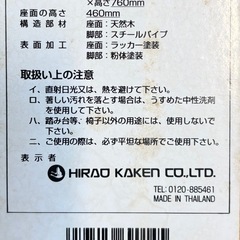 ×高さ760mm
座面の高さ 460mm
構造部材 座面：天然木
脚部：スチールパイプ
表面加工 座面：ラッカー塗装
脚部：粉体塗装
取扱い上の注意
イ、直射日光又は、熱をさけて下さい。
ロ、著しい汚れを落とす場合は、うすめた中性洗剤
を使用して下さい。
ハ、踏み台等、椅子以外の用途には、使用しないで
下さい。
ニ、ご使用の際は、必ず平坦な場所でご使用下さい。
表示者
HIRAO KAKEN CO.,LTD.
TEL: 0120-885461
MADE IN THAILAND